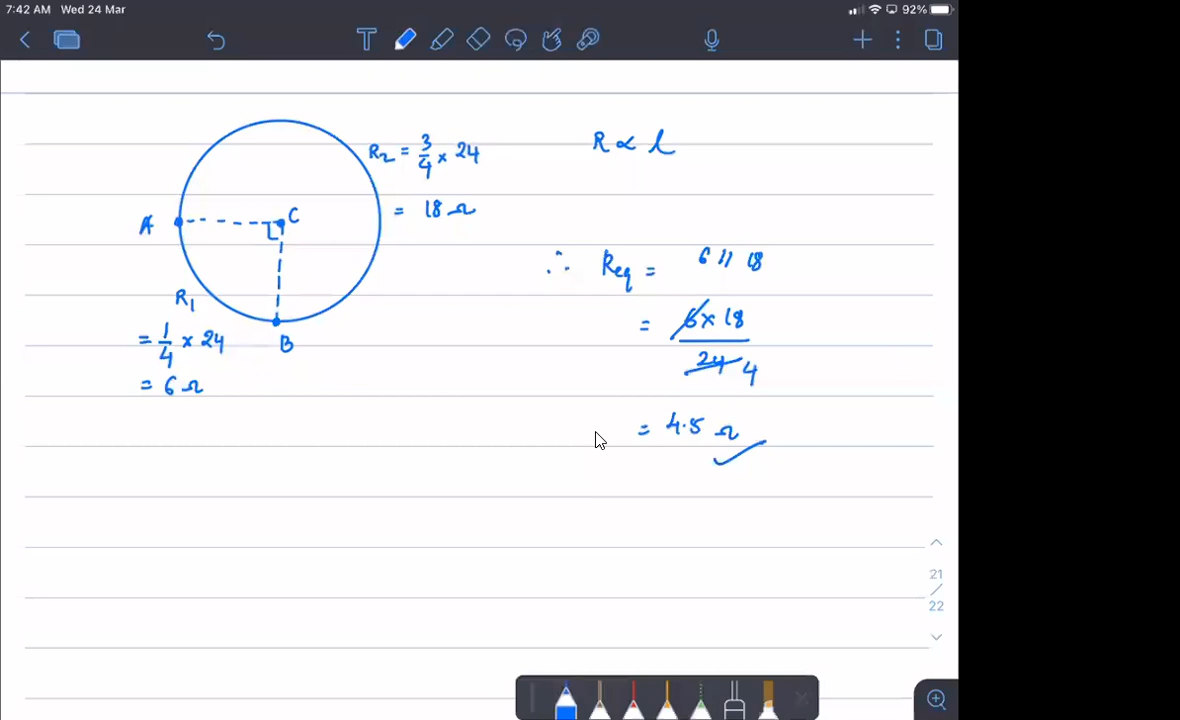 7:42 AM Wed 24 Mar
92%
T
R2 = 3/4 × 24
= 18 Ω
R ∝ l
A
C
∴ Req = 6 // 18
R1
= 1/4 × 24
= 6 Ω
B
= 6 × 18
24 4
= 4.5 Ω
21
/
22